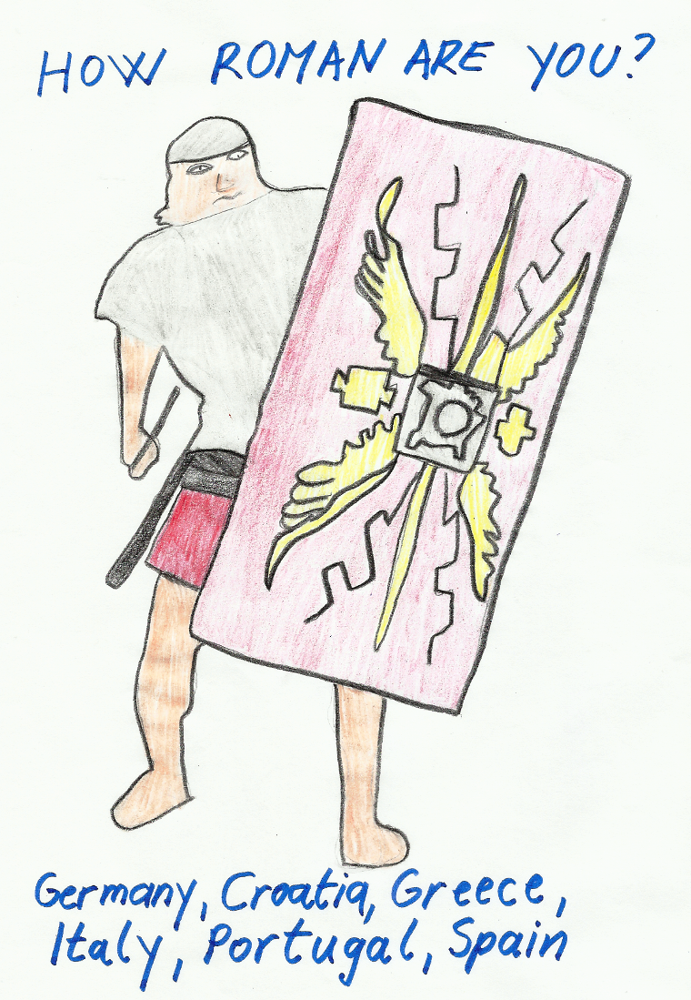 HOW ROMAN ARE YOU?
Germany, Croatia, Greece,
Italy, Portugal, Spain